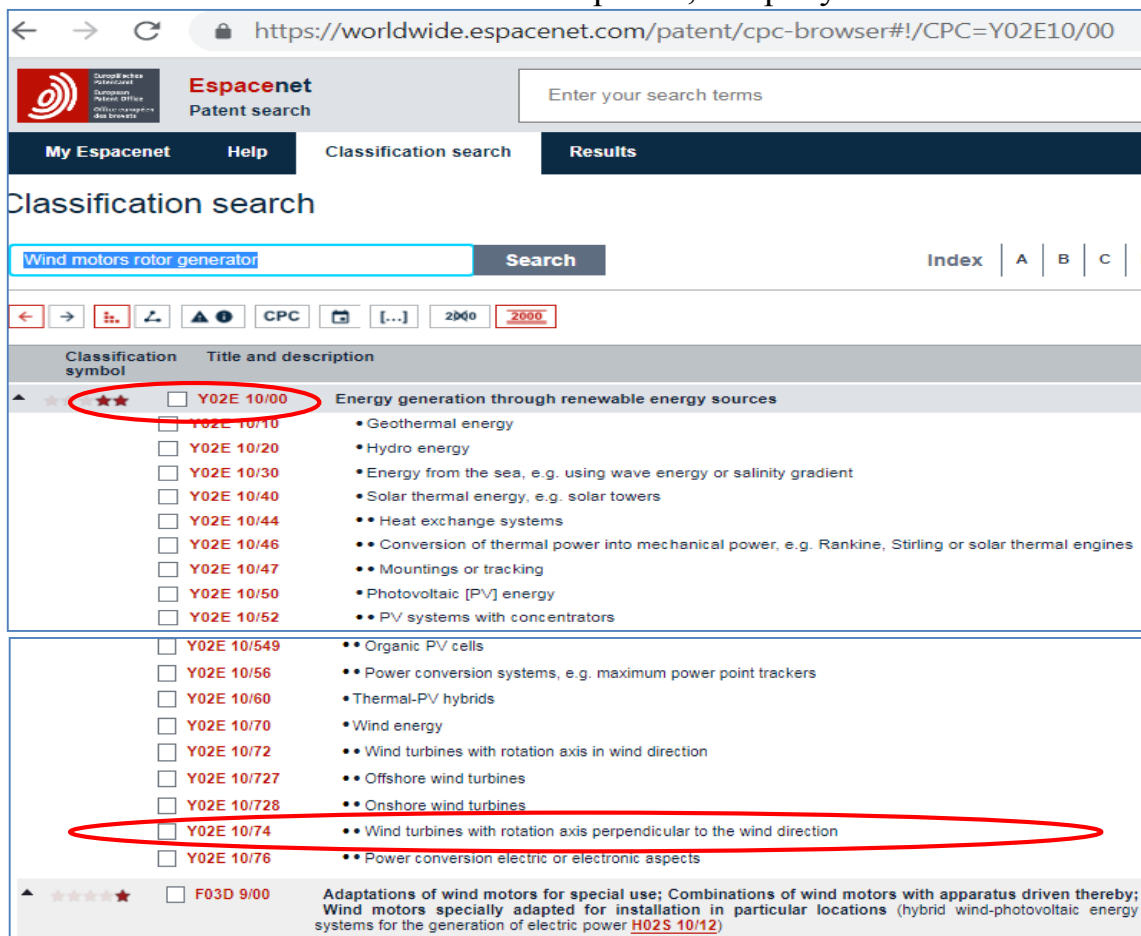 https://worldwide.espacenet.com/patent/cpc-browser#!/CPC=Y02E10/00
Europäisches
Patentamt
European
Patent Office
Office européen
des brevets
Espacenet
Patent search
Enter your search terms
My Espacenet Help Classification search Results
Classification search
Wind motors rotor generator Search Index A B C
CPC [...] 2000 2000
Classification symbol Title and description
Y02E 10/00 Energy generation through renewable energy sources
Y02E 10/10 • Geothermal energy
Y02E 10/20 • Hydro energy
Y02E 10/30 • Energy from the sea, e.g. using wave energy or salinity gradient
Y02E 10/40 • Solar thermal energy, e.g. solar towers
Y02E 10/44 • • Heat exchange systems
Y02E 10/46 • • Conversion of thermal power into mechanical power, e.g. Rankine, Stirling or solar thermal engines
Y02E 10/47 • • Mountings or tracking
Y02E 10/50 • Photovoltaic [PV] energy
Y02E 10/52 • • PV systems with concentrators
Y02E 10/549 • • Organic PV cells
Y02E 10/56 • • Power conversion systems, e.g. maximum power point trackers
Y02E 10/60 • Thermal-PV hybrids
Y02E 10/70 • Wind energy
Y02E 10/72 • • Wind turbines with rotation axis in wind direction
Y02E 10/727 • • Offshore wind turbines
Y02E 10/728 • • Onshore wind turbines
Y02E 10/74 • • Wind turbines with rotation axis perpendicular to the wind direction
Y02E 10/76 • • Power conversion electric or electronic aspects
F03D 9/00 Adaptations of wind motors for special use; Combinations of wind motors with apparatus driven thereby;
Wind motors specially adapted for installation in particular locations (hybrid wind-photovoltaic energy
systems for the generation of electric power H02S 10/12)